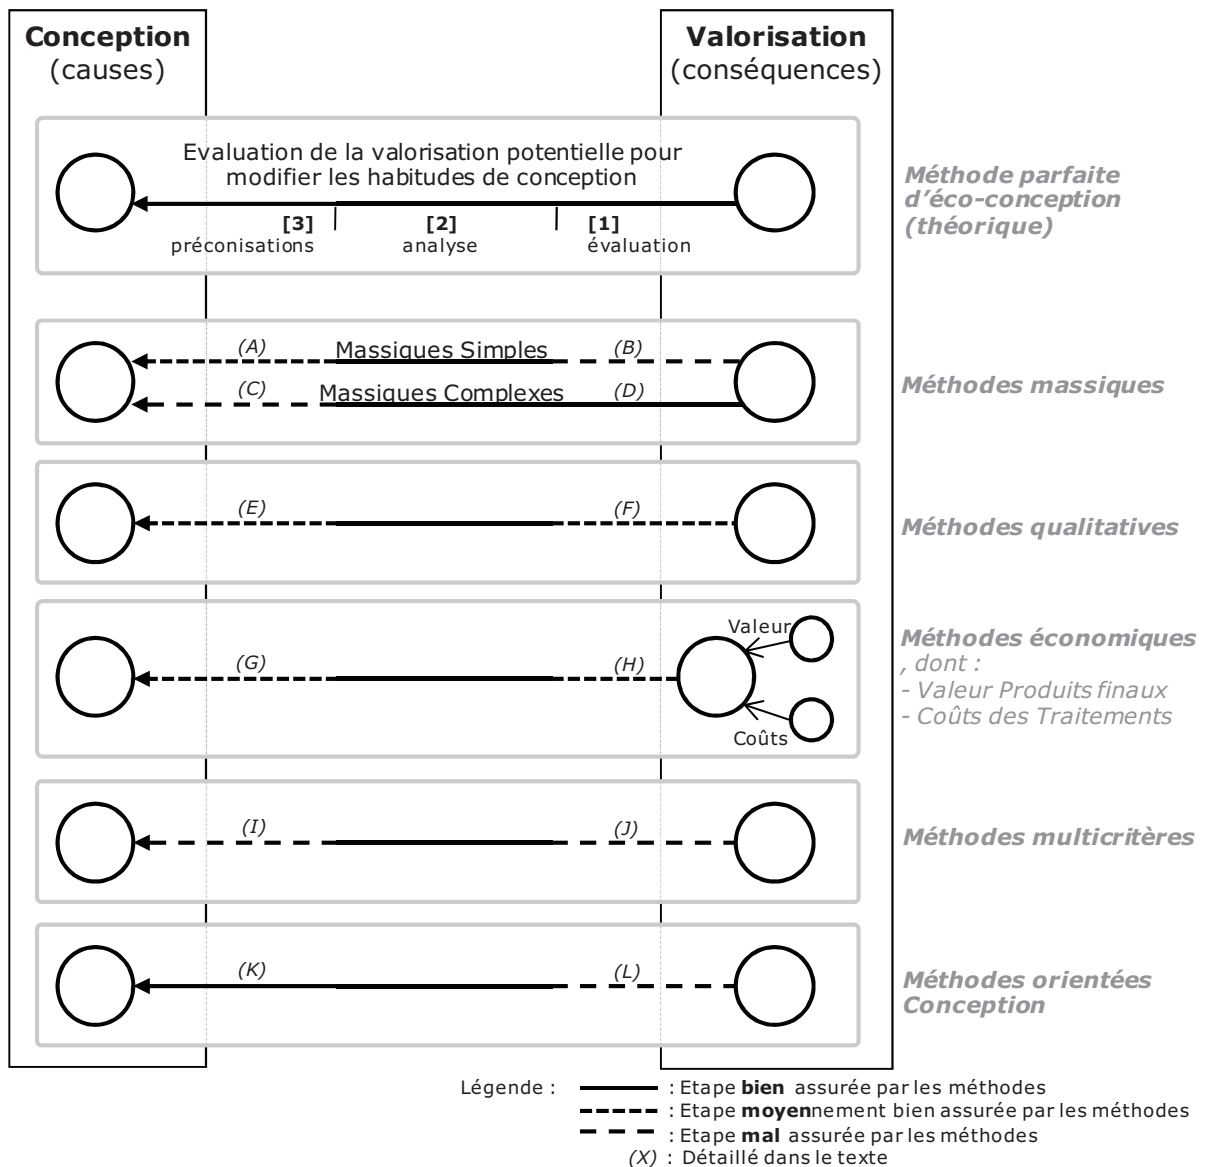 Conception
(causes)
Valorisation
(conséquences)
Evaluation de la valorisation potentielle pour
modifier les habitudes de conception
[3]
préconisations
[2]
analyse
[1]
évaluation
Méthode parfaite
d'éco-conception
(théorique)
(A)
Massiques Simples
(B)
(C)
Massiques Complexes
(D)
Méthodes massiques
(E)
(F)
Méthodes qualitatives
(G)
(H)
Valeur
Coûts
Méthodes économiques
, dont :
- Valeur Produits finaux
- Coûts des Traitements
(I)
(J)
Méthodes multicritères
(K)
(L)
Méthodes orientées
Conception
Légende :
: Etape bien assurée par les méthodes
: Etape moyennement bien assurée par les méthodes
: Etape mal assurée par les méthodes
(X) : Détaillé dans le texte